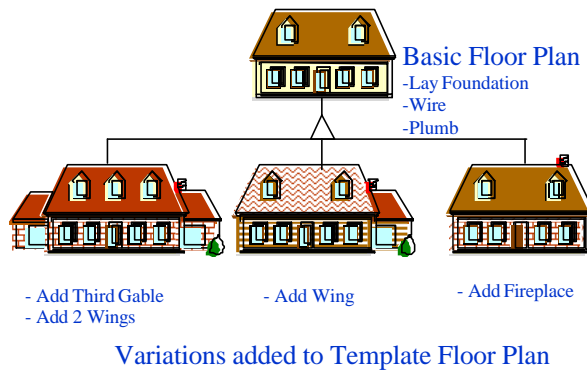 Basic Floor Plan
-Lay Foundation
-Wire
-Plumb
- Add Third Gable
- Add 2 Wings
- Add Wing
- Add Fireplace
Variations added to Template Floor Plan